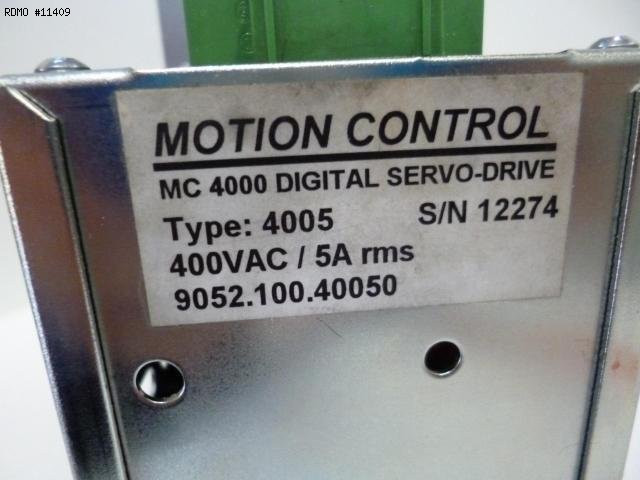 RDMO #11409
MOTION CONTROL
MC 4000 DIGITAL SERVO-DRIVE
Type: 4005 S/N 12274
400VAC / 5A rms
9052.100.40050